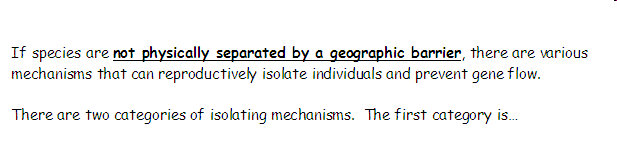 If species are not physically separated by a geographic barrier, there are various
mechanisms that can reproductively isolate individuals and prevent gene flow.
There are two categories of isolating mechanisms. The first category is...